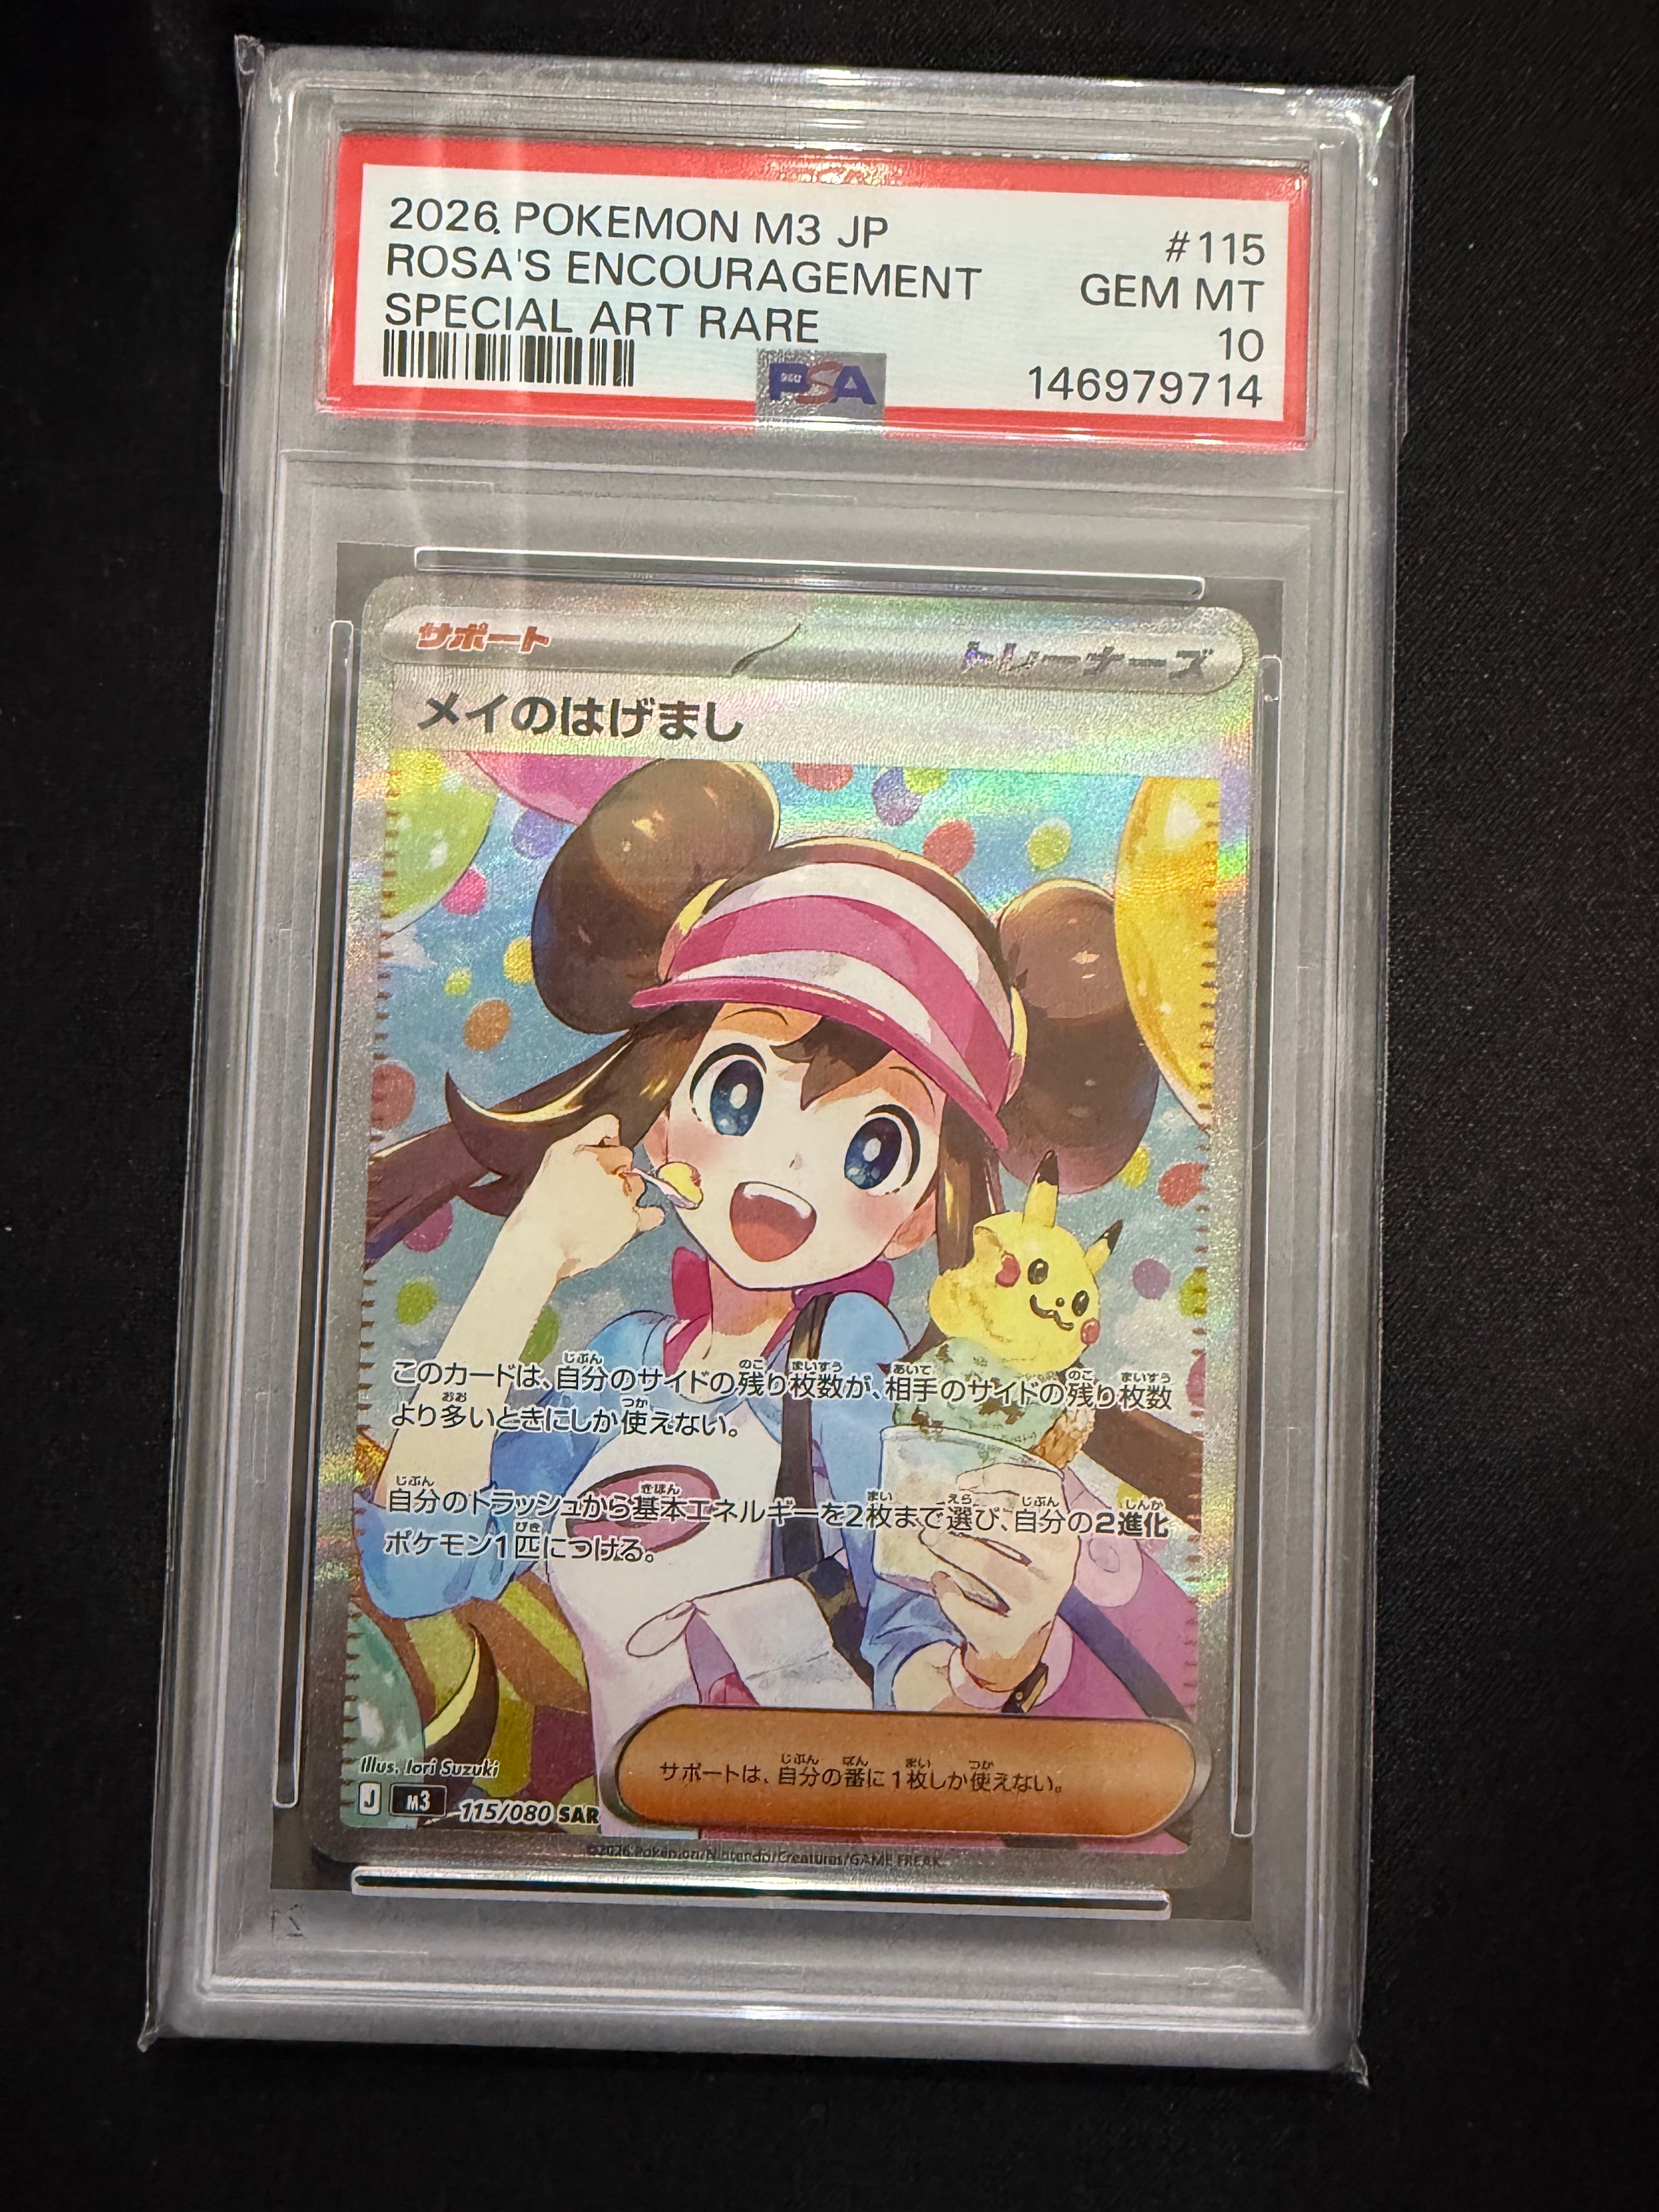 2026 POKEMON M3 JP
#115
ROSA'S ENCOURAGEMENT
GEM MT
SPECIAL ART RARE
10
PSA
146979714
サポート
トレーナーズ
メイのはげまし
このカードは、自分のサイドの残り枚数が、相手のサイドの残り枚数
より多いときにしか使えない。
自分のトラッシュから基本エネルギーを2枚まで選び、自分の2進化
ポケモン1匹につける。
Illus. Iori Suzuki
サポートは、自分の番に1枚しか使えない。
J M3 115/080 SAR
©2026 Pokémon/Nintendo/Creatures/GAME FREAK